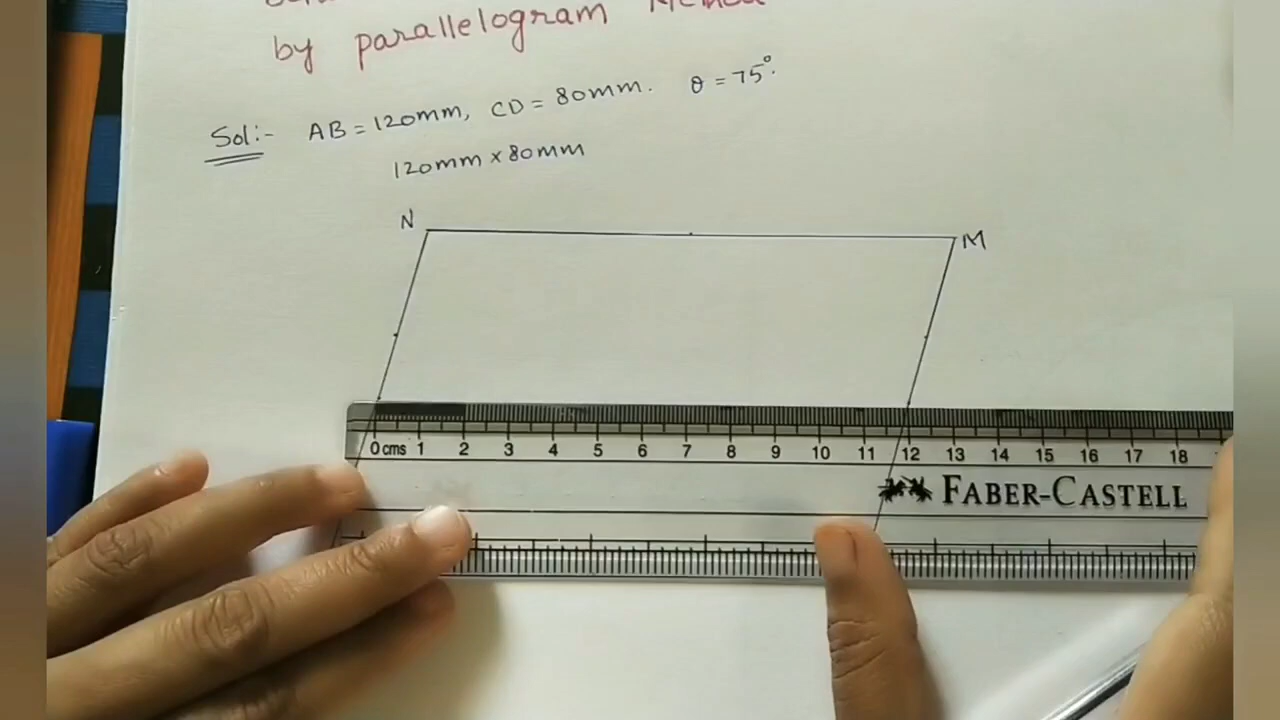 by parallelogram
Sol:- AB = 120mm, CD = 80mm. θ = 75°.
120mm x 80mm
N
M
0 cms 1 2 3 4 5 6 7 8 9 10 11 12 13 14 15 16 17 18
FABER-CASTELL